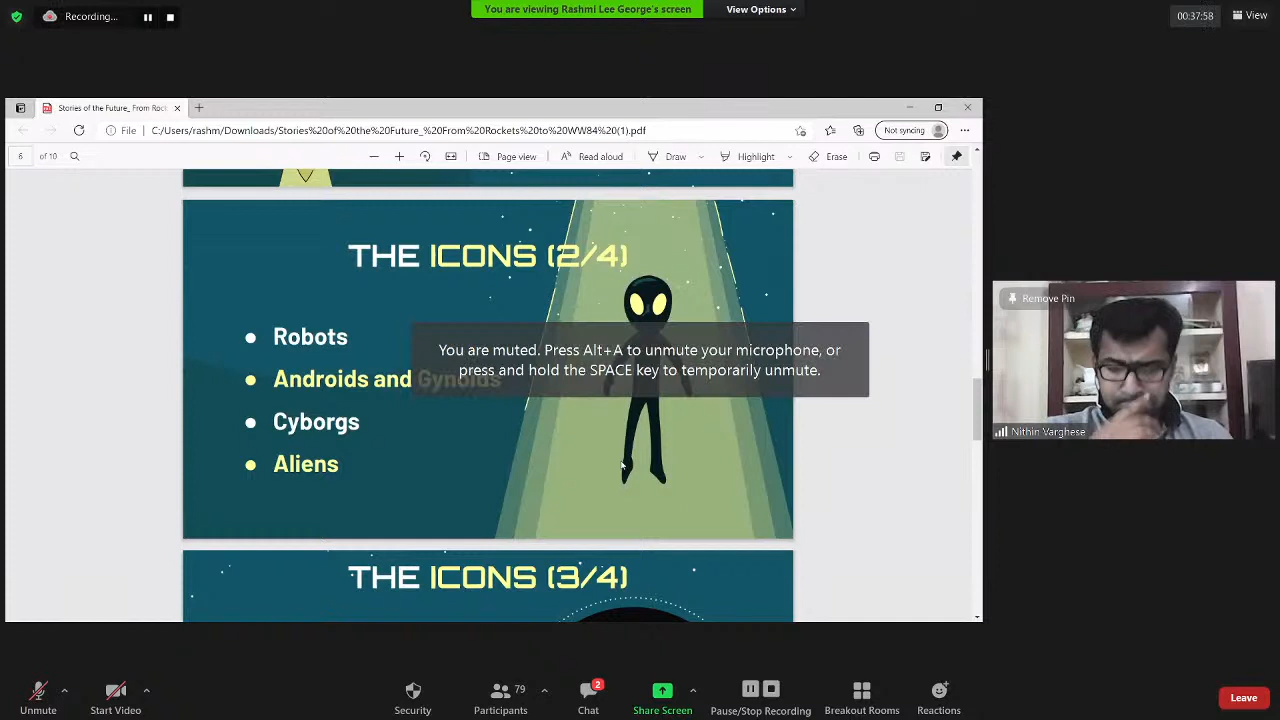 Recording...
You are viewing Rashmi Lee George's screen
View Options
00:37:58
View
Stories of the Future_ From Roc
File
C:/Users/rashm/Downloads/Stories%20of%20the%20Future_%20From%20Rockets%20to%20WW84%20(1).pdf
Not syncing
6 of 10
Page view
Read aloud
Draw
Highlight
Erase
THE ICONS (2/4)
Robots
Androids and Gynoids
Cyborgs
Aliens
You are muted. Press Alt+A to unmute your microphone, or
press and hold the SPACE key to temporarily unmute.
THE ICONS (3/4)
Remove Pin
Nithin Varghese
Unmute
Start Video
Security
Participants
79
Chat
2
Share Screen
Pause/Stop Recording
Breakout Rooms
Reactions
Leave